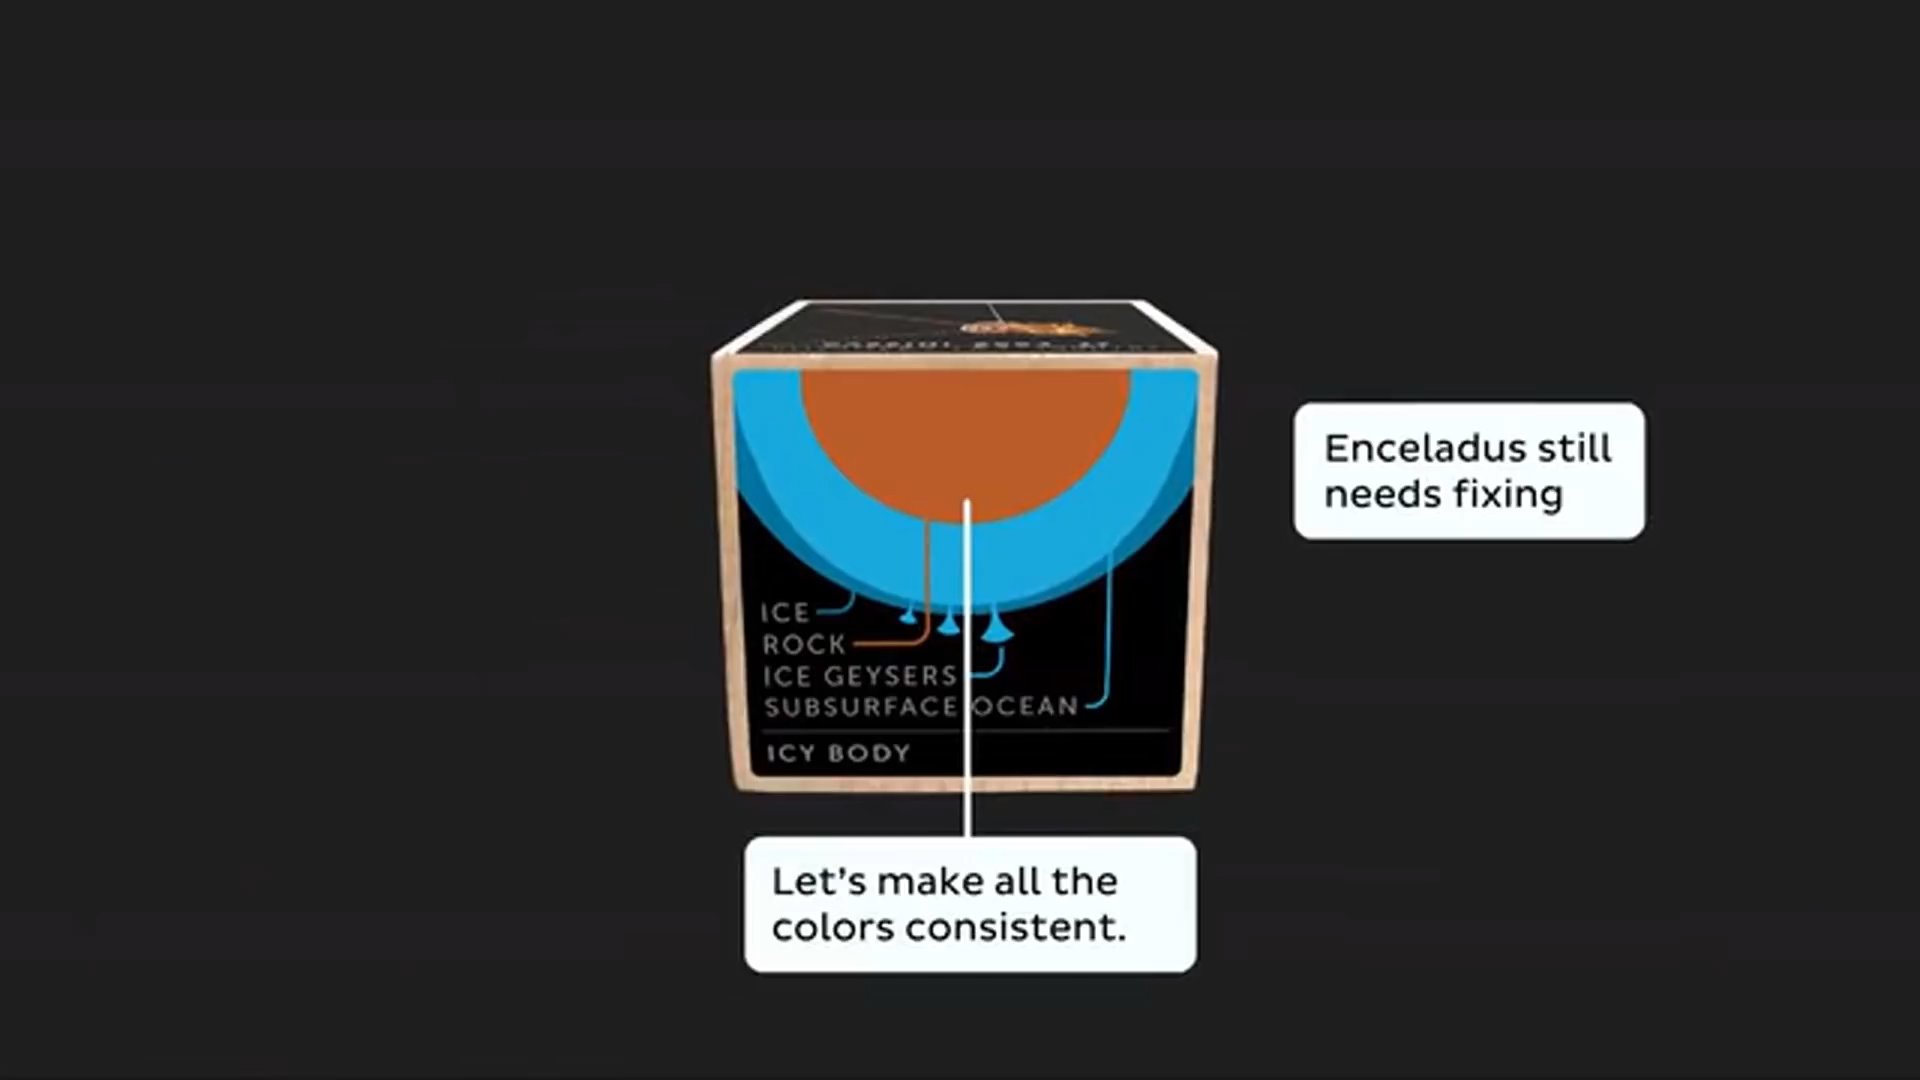 Enceladus still
needs fixing
ICE
ROCK
ICE GEYSERS
SUBSURFACE OCEAN
ICY BODY
Let's make all the
colors consistent.